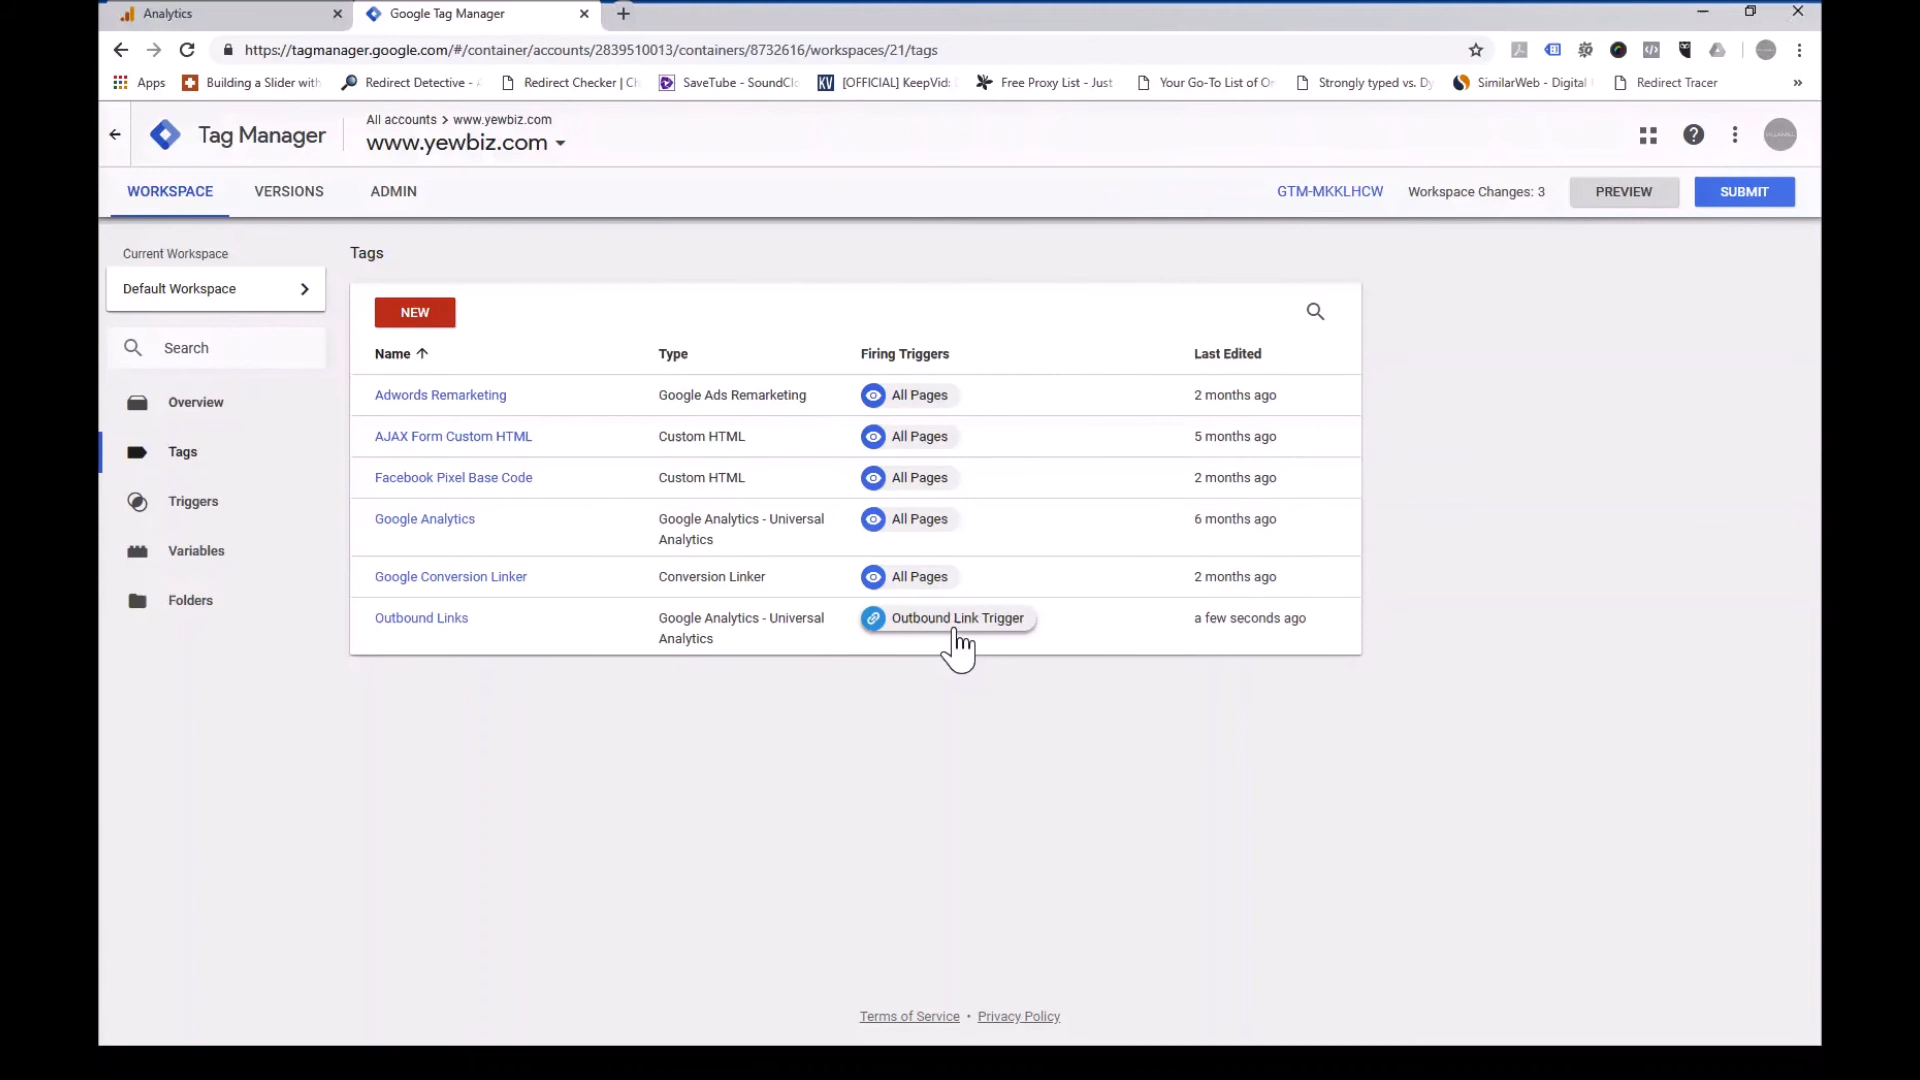 Analytics
Google Tag Manager
https://tagmanager.google.com/#/container/accounts/2839510013/containers/8732616/workspaces/21/tags
Apps Building a Slider with Redirect Detective - Redirect Checker | Ch SaveTube - SoundClo [OFFICIAL] KeepVid: Free Proxy List - Just Your Go-To List of On Strongly typed vs. Dy SimilarWeb - Digital Redirect Tracer »
Tag Manager
All accounts > www.yewbiz.com
www.yewbiz.com
WORKSPACE VERSIONS ADMIN
GTM-MKKLHCW Workspace Changes: 3 PREVIEW SUBMIT
Current Workspace
Default Workspace
Search
Overview
Tags
Triggers
Variables
Folders
Tags
NEW
Name Type Firing Triggers Last Edited
Adwords Remarketing Google Ads Remarketing All Pages 2 months ago
AJAX Form Custom HTML Custom HTML All Pages 5 months ago
Facebook Pixel Base Code Custom HTML All Pages 2 months ago
Google Analytics Google Analytics - Universal All Pages 6 months ago
Analytics
Google Conversion Linker Conversion Linker All Pages 2 months ago
Outbound Links Google Analytics - Universal Outbound Link Trigger a few seconds ago
Analytics
Terms of Service • Privacy Policy